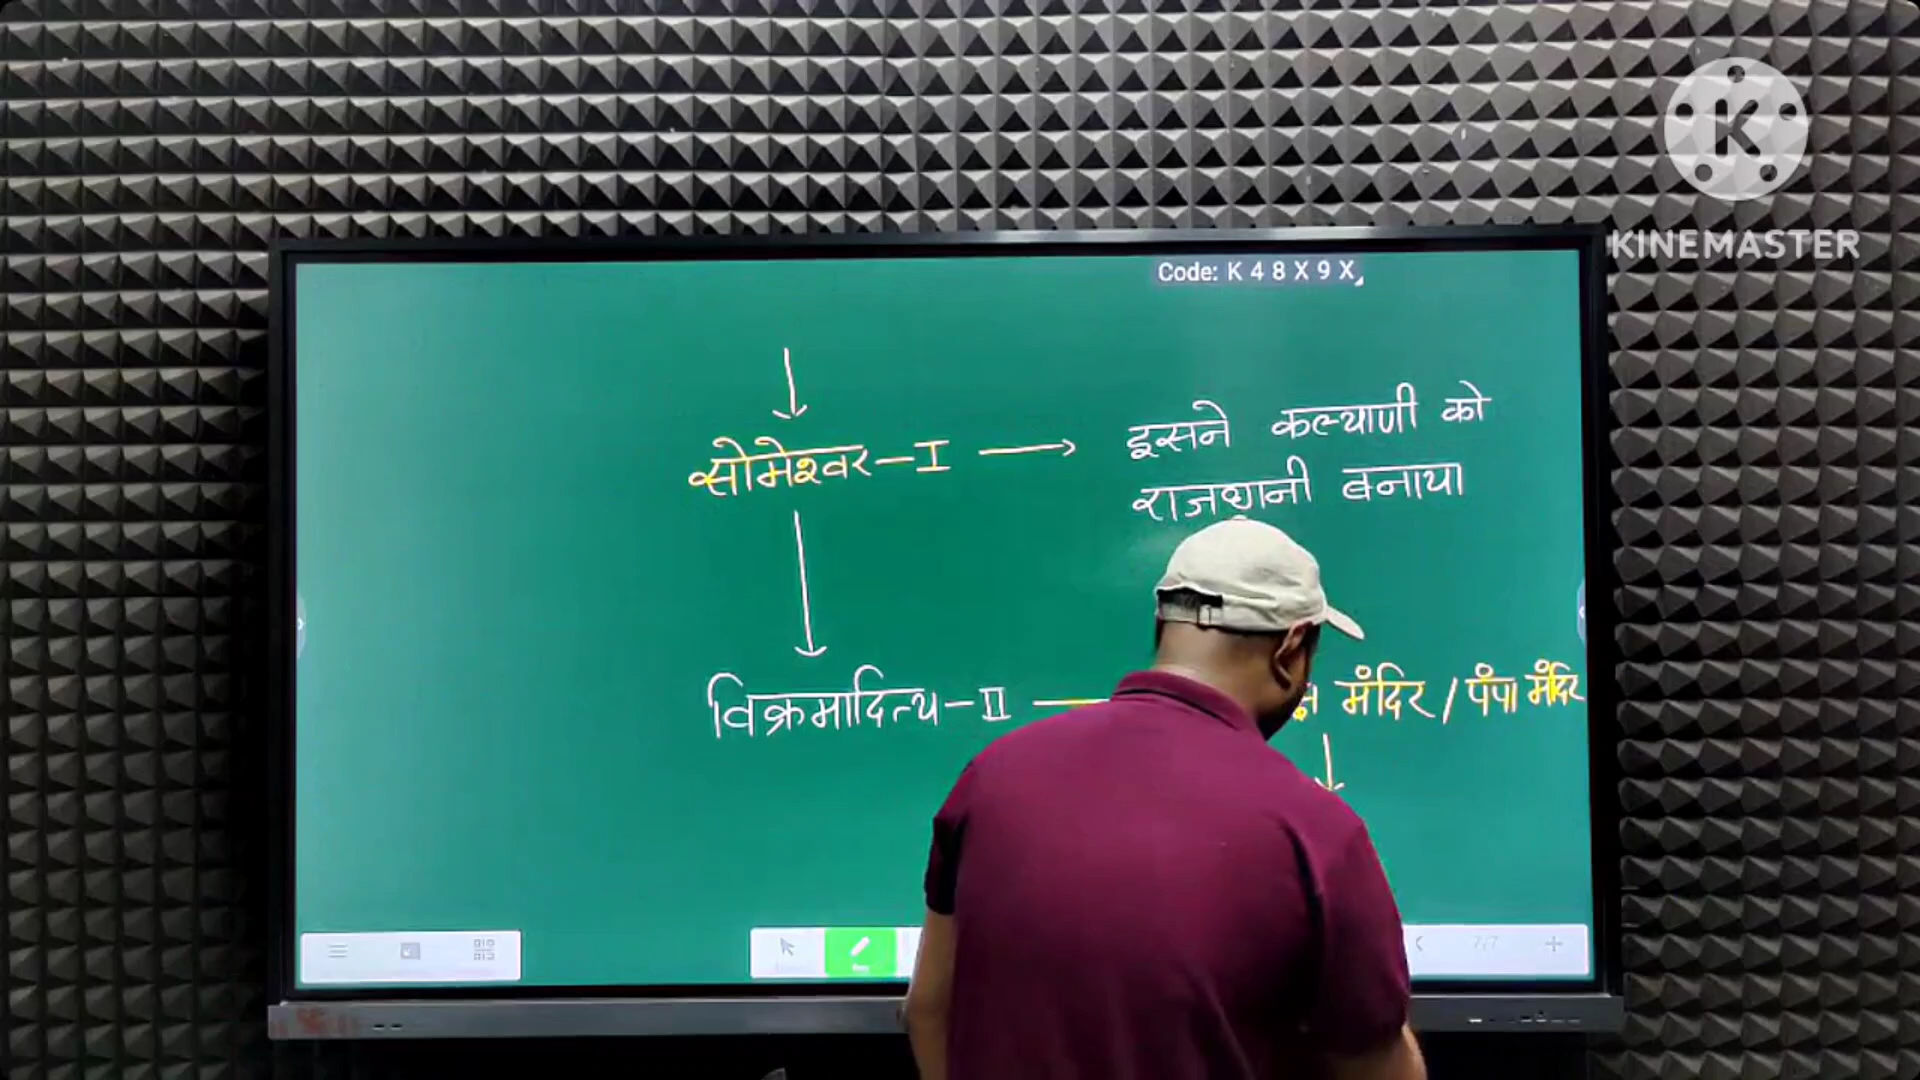 KINEMASTER
Code: K 4 8 X 9 X
सोमेश्वर-I → इसने कल्याणी को
राजधानी बनाया
विक्रमादित्य-II — मंदिर/पंपा मंदिर